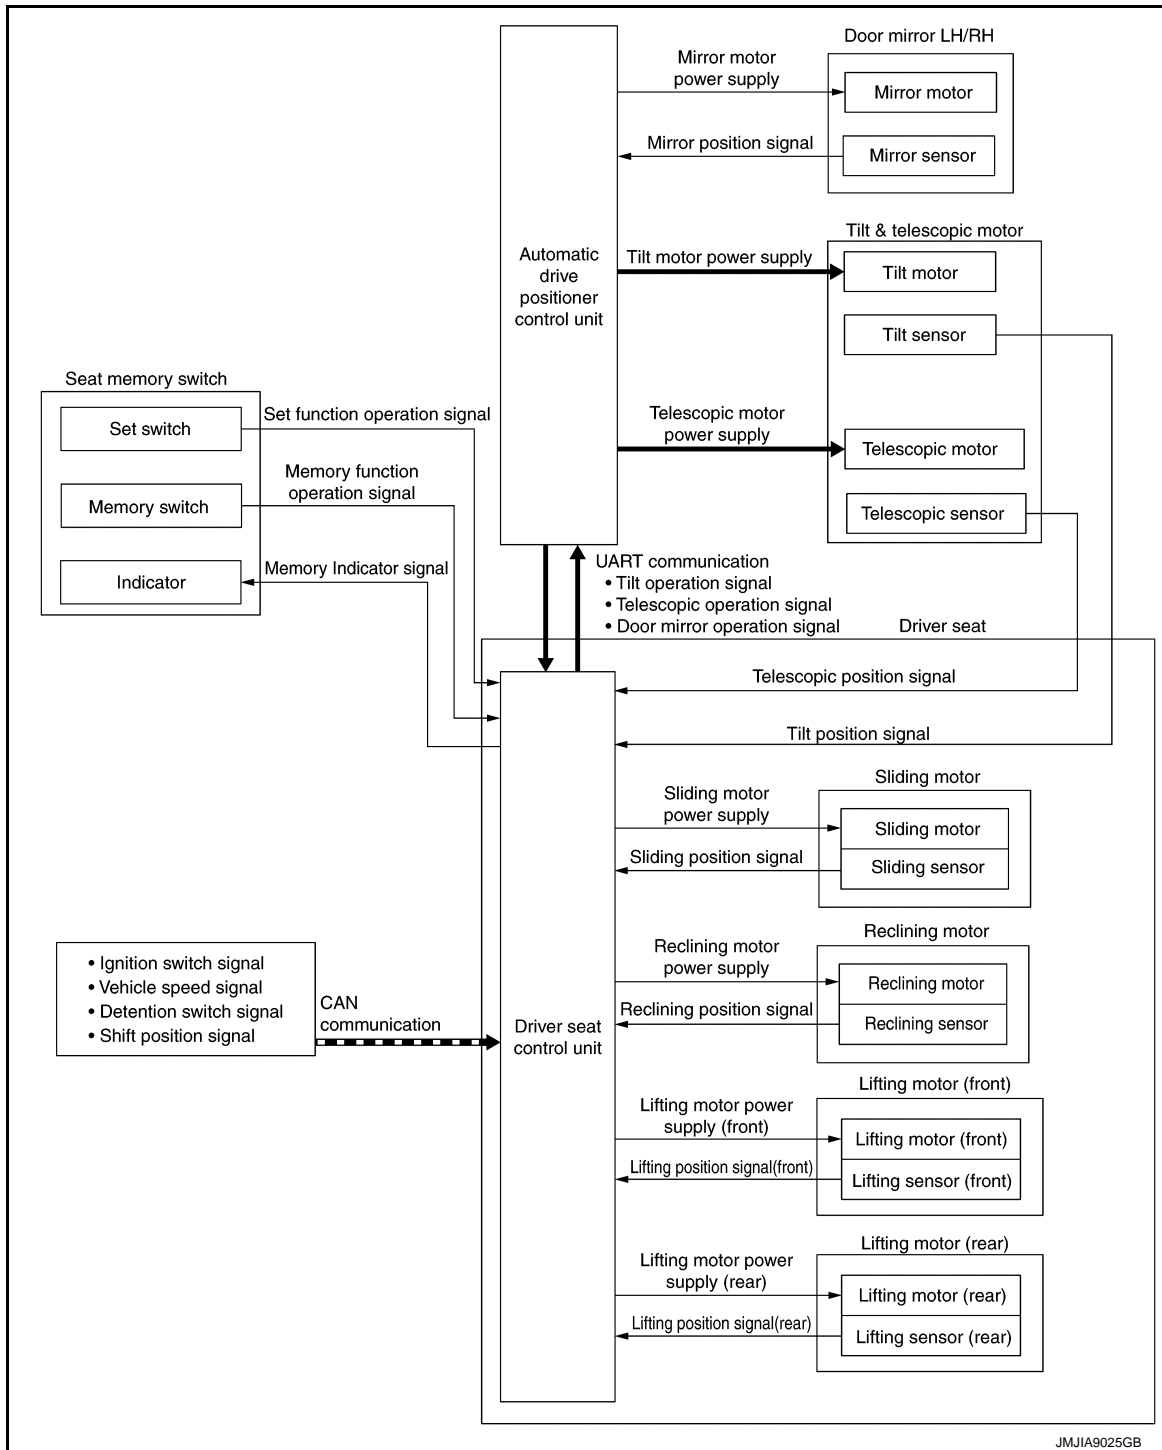 Door mirror LH/RH
Mirror motor
power supply
Mirror motor
Mirror position signal
Mirror sensor
Tilt & telescopic motor
Automatic
drive
positioner
control unit
Tilt motor power supply
Tilt motor
Tilt sensor
Seat memory switch
Set switch
Set function operation signal
Telescopic motor
power supply
Telescopic motor
Memory switch
Memory function
operation signal
Telescopic sensor
Indicator
Memory Indicator signal
UART communication
• Tilt operation signal
• Telescopic operation signal
• Door mirror operation signal
Driver seat
Telescopic position signal
Tilt position signal
Sliding motor
Sliding motor
power supply
Sliding motor
Sliding position signal
Sliding sensor
Reclining motor
Reclining motor
power supply
Reclining motor
Reclining position signal
Reclining sensor
• Ignition switch signal
• Vehicle speed signal
• Detention switch signal
• Shift position signal
CAN
communication
Driver seat
control unit
Lifting motor (front)
Lifting motor power
supply (front)
Lifting motor (front)
Lifting position signal(front)
Lifting sensor (front)
Lifting motor (rear)
Lifting motor power
supply (rear)
Lifting motor (rear)
Lifting position signal(rear)
Lifting sensor (rear)
JMJIA9025GB